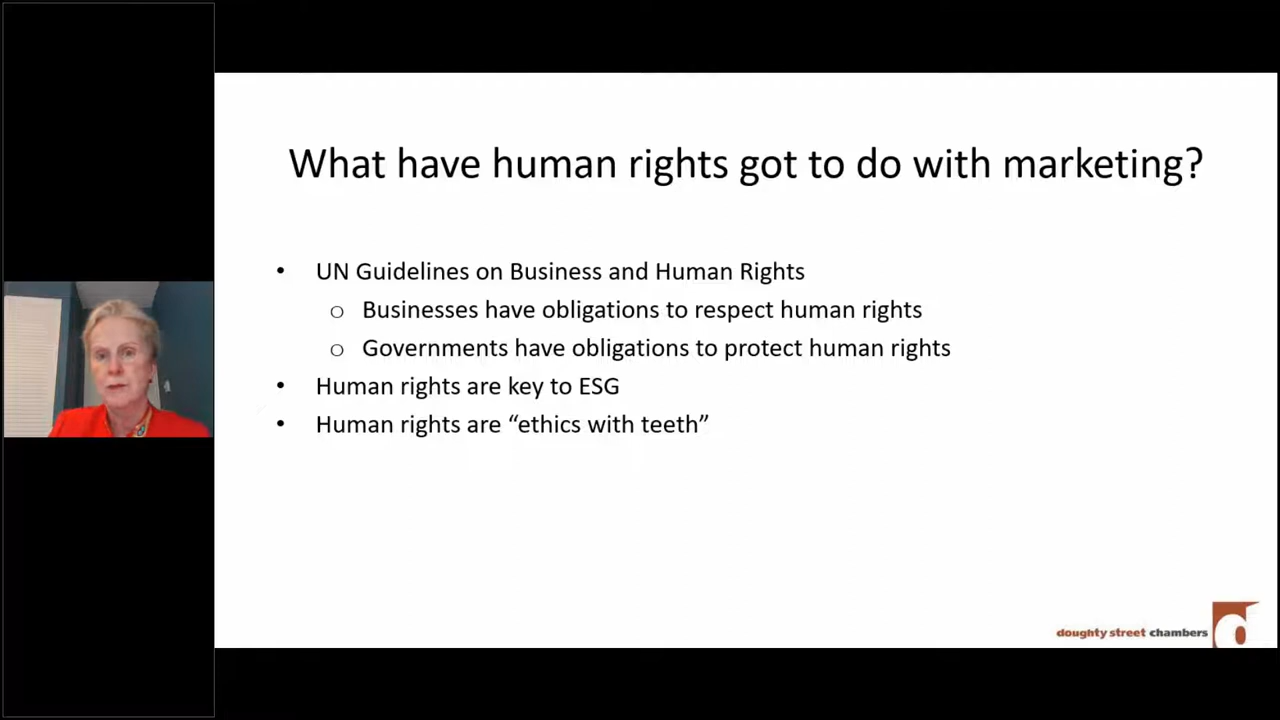 What have human rights got to do with marketing?
• UN Guidelines on Business and Human Rights
o Businesses have obligations to respect human rights
o Governments have obligations to protect human rights
• Human rights are key to ESG
• Human rights are “ethics with teeth”
doughty street chambers
d